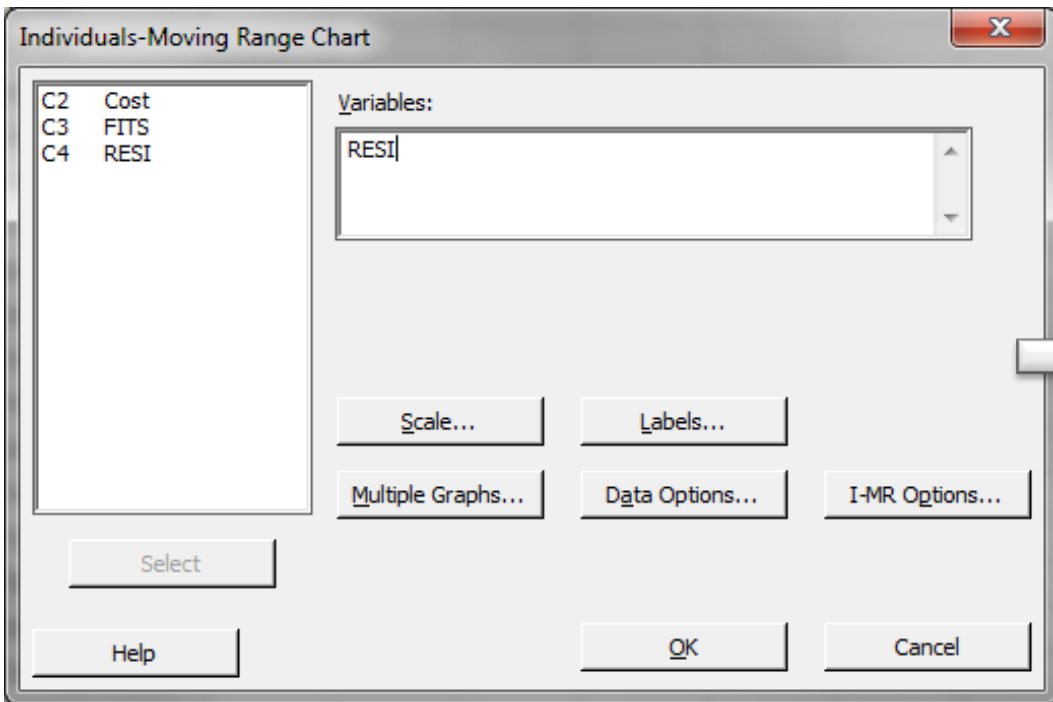 Individuals-Moving Range Chart
C2 Cost
C3 FITS
C4 RESI
Variables:
RESI
Scale...
Labels...
Multiple Graphs...
Data Options...
I-MR Options...
Select
Help
OK
Cancel